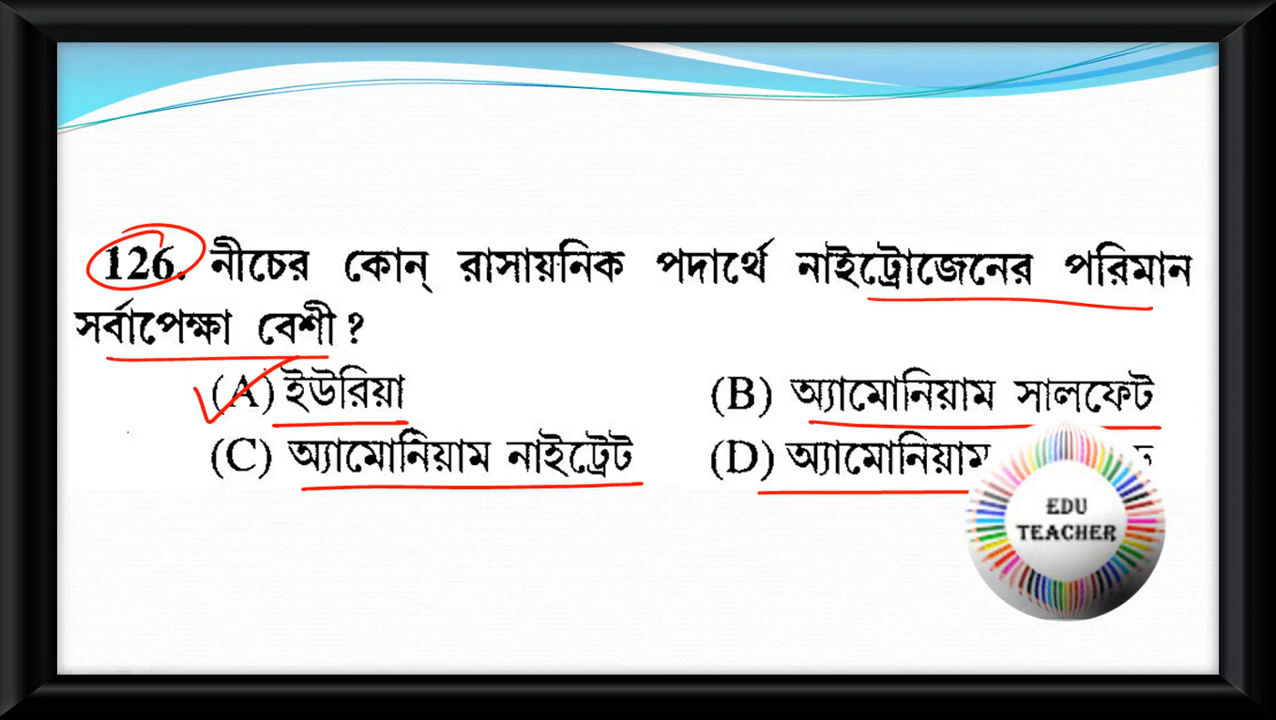 126. নীচের কোন্ রাসায়নিক পদার্থে নাইট্রোজেনের পরিমান
সর্বাপেক্ষা বেশী ?
(A) ইউরিয়া (B) অ্যামোনিয়াম সালফেট
(C) অ্যামোনিয়াম নাইট্রেট (D) অ্যামোনিয়াম
EDU
TEACHER